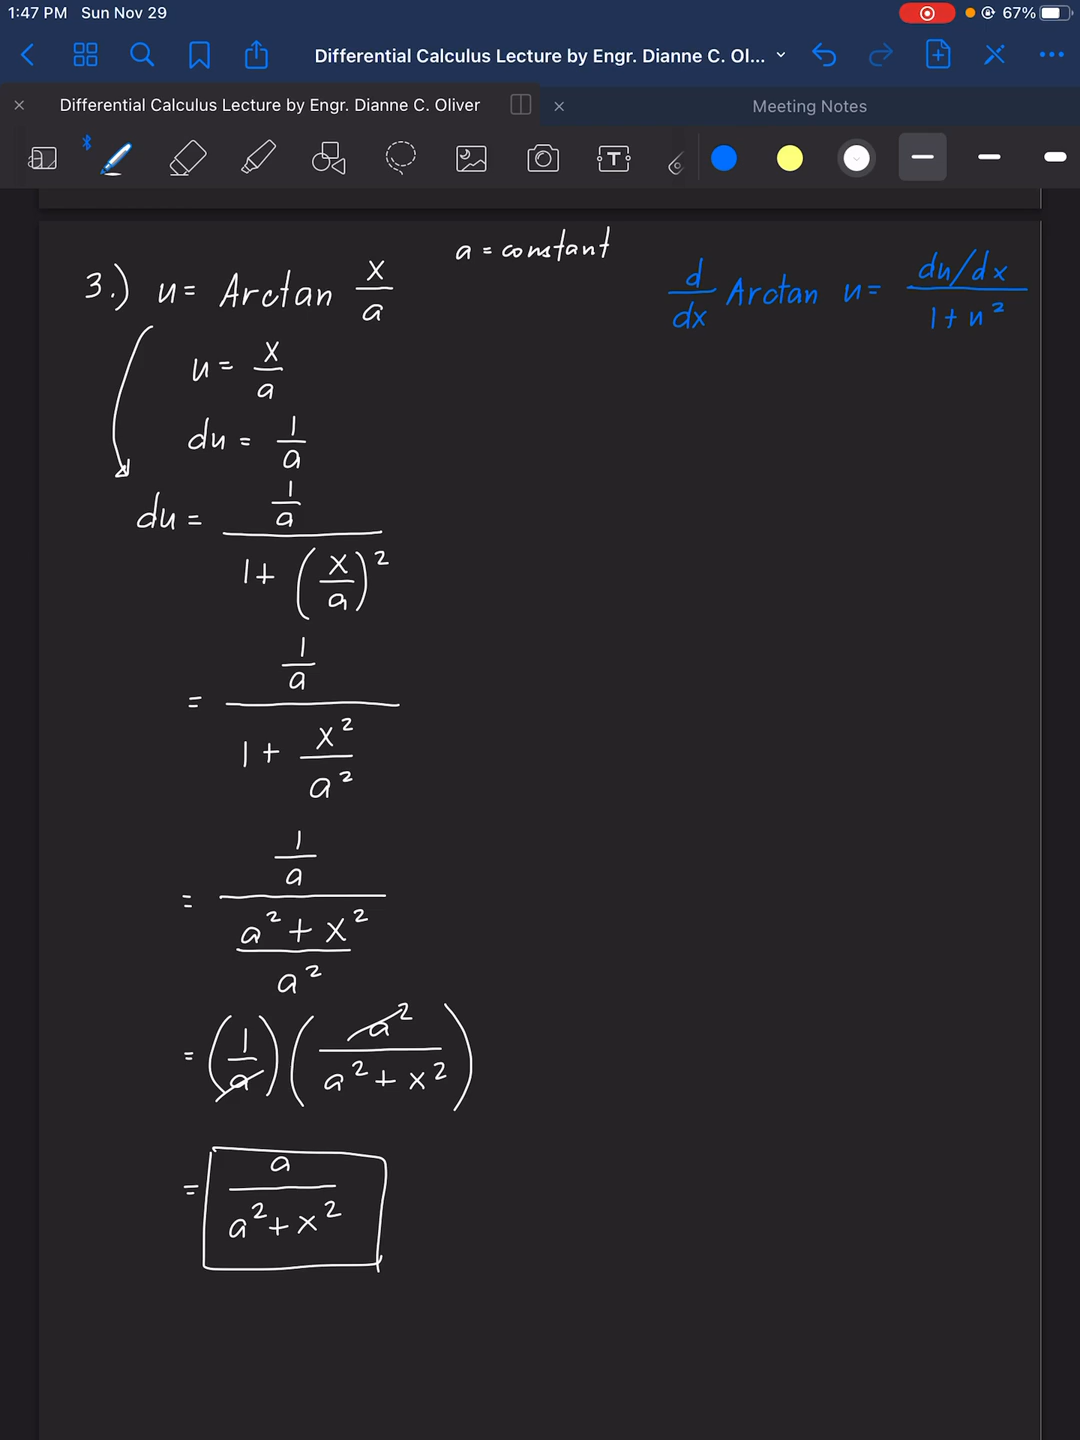 1:47 PM Sun Nov 29 67%
Differential Calculus Lecture by Engr. Dianne C. Ol...
Differential Calculus Lecture by Engr. Dianne C. Oliver Meeting Notes
T
a = constant
3.) u = Arctan x/a
d/dx Arctan u = du/dx / 1 + u²
u = x/a
du = 1/a
du = 1/a / 1 + (x/a)²
= 1/a / 1 + x²/a²
= 1/a / a² + x² / a²
= (1/a)(a² / a² + x²)
= a / a² + x²